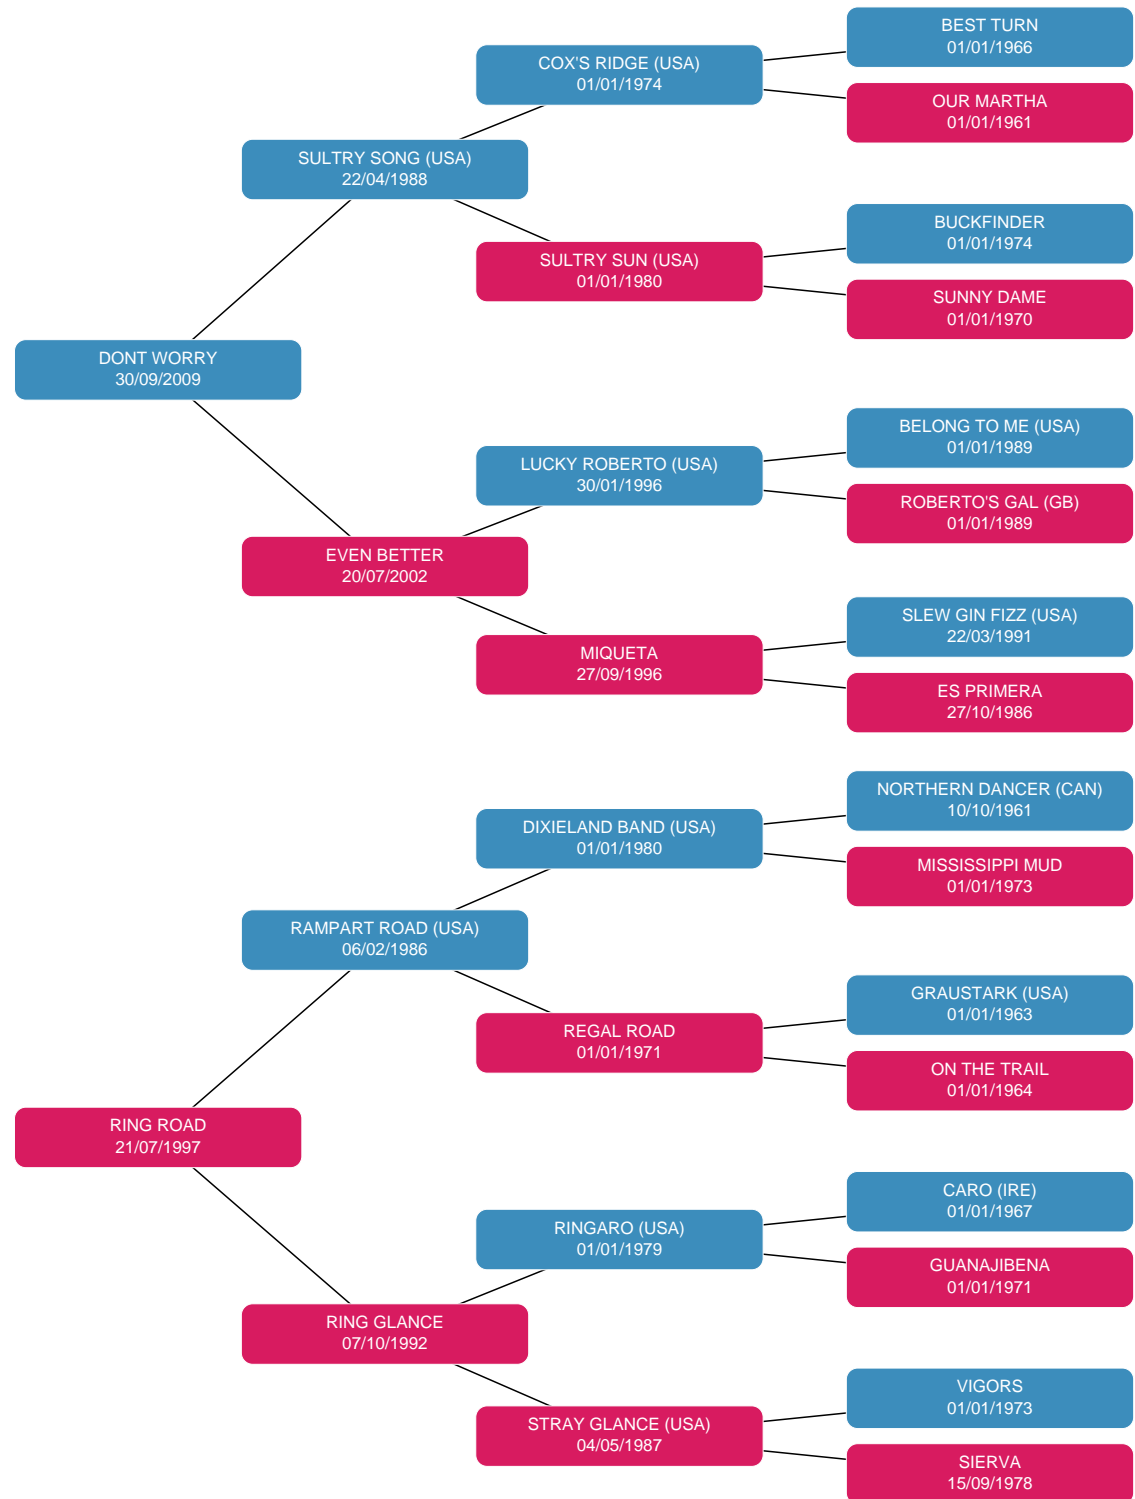 BEST TURN
01/01/1966
COX'S RIDGE (USA)
01/01/1974
OUR MARTHA
01/01/1961
SULTRY SONG (USA)
22/04/1988
BUCKFINDER
01/01/1974
SULTRY SUN (USA)
01/01/1980
SUNNY DAME
01/01/1970
DONT WORRY
30/09/2009
BELONG TO ME (USA)
01/01/1989
LUCKY ROBERTO (USA)
30/01/1996
ROBERTO'S GAL (GB)
01/01/1989
EVEN BETTER
20/07/2002
SLEW GIN FIZZ (USA)
22/03/1991
MIQUETA
27/09/1996
ES PRIMERA
27/10/1986
NORTHERN DANCER (CAN)
10/10/1961
DIXIELAND BAND (USA)
01/01/1980
MISSISSIPPI MUD
01/01/1973
RAMPART ROAD (USA)
06/02/1986
GRAUSTARK (USA)
01/01/1963
REGAL ROAD
01/01/1971
ON THE TRAIL
01/01/1964
RING ROAD
21/07/1997
CARO (IRE)
01/01/1967
RINGARO (USA)
01/01/1979
GUANAJIBENA
01/01/1971
RING GLANCE
07/10/1992
VIGORS
01/01/1973
STRAY GLANCE (USA)
04/05/1987
SIERVA
15/09/1978